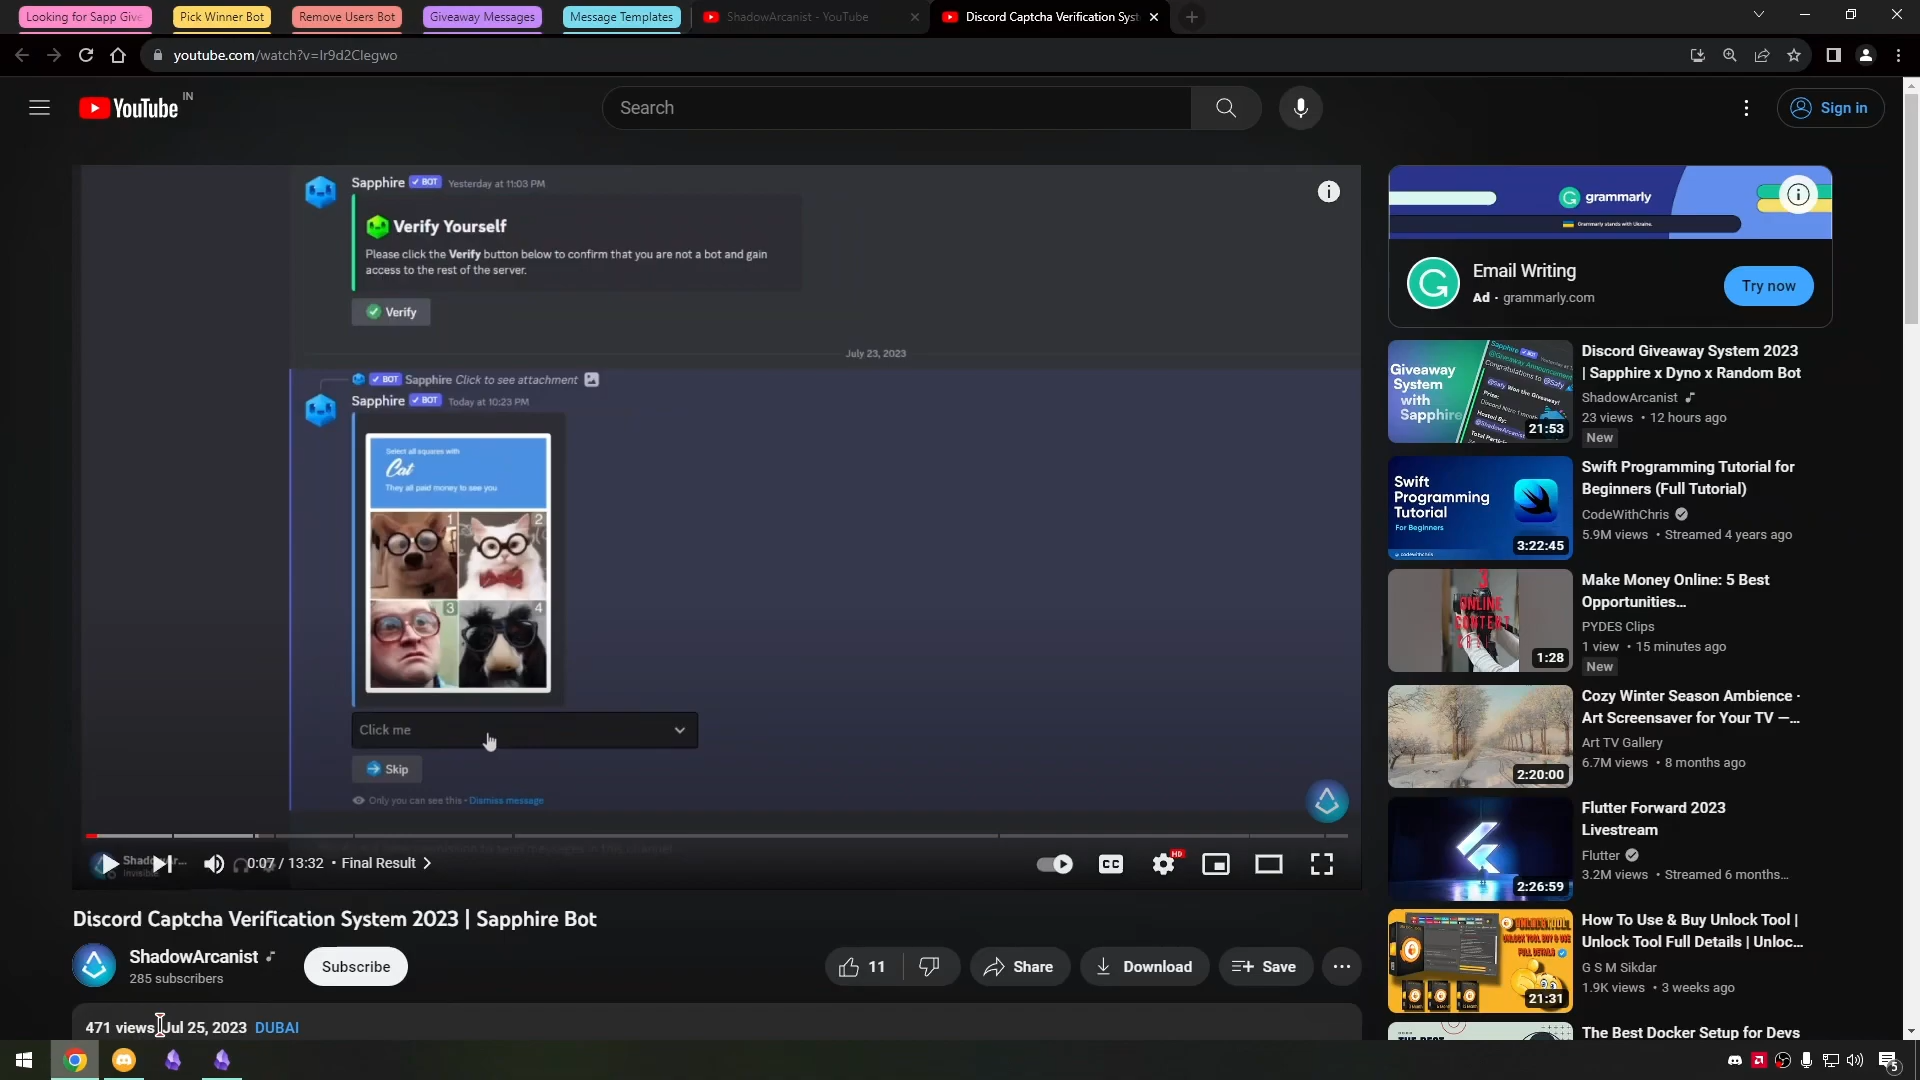 Looking for Sapp Give
Pick Winner Bot
Remove Users Bot
Giveaway Messages
Message Templates
ShadowArcanist - YouTube
Discord Captcha Verification Syst
youtube.com/watch?v=lr9d2Clegwo
YouTube IN
Search
Sign in
Sapphire BOT Yesterday at 11:03 PM
Verify Yourself
Please click the Verify button below to confirm that you are not a bot and gain
access to the rest of the server.
Verify
July 23, 2023
BOT Sapphire Click to see attachment
Sapphire BOT Today at 10:23 PM
Select all squares with
Cat
They all paid money to see you
1
2
3
4
Click me
Skip
Only you can see this • Dismiss message
0:07 / 13:32 • Final Result
CC
HD
Invisible
Discord Captcha Verification System 2023 | Sapphire Bot
ShadowArcanist
285 subscribers
Subscribe
11
Share
Download
Save
471 views Jul 25, 2023 DUBAI
grammarly
Grammarly stands with Ukraine.
Email Writing
Ad • grammarly.com
Try now
Giveaway
System
with
Sapphire
21:53
Discord Giveaway System 2023
| Sapphire x Dyno x Random Bot
ShadowArcanist
23 views • 12 hours ago
New
Swift
Programming
Tutorial
For Beginners
3:22:45
Swift Programming Tutorial for
Beginners (Full Tutorial)
CodeWithChris
5.9M views • Streamed 4 years ago
3
ONLINE
CONTENT
1:28
Make Money Online: 5 Best
Opportunities...
PYDES Clips
1 view • 15 minutes ago
New
2:20:00
Cozy Winter Season Ambience ·
Art Screensaver for Your TV —...
Art TV Gallery
6.7M views • 8 months ago
2:26:59
Flutter Forward 2023
Livestream
Flutter
3.2M views • Streamed 6 months...
UNLOCK TOOL
FULL DETAILS
21:31
How To Use & Buy Unlock Tool |
Unlock Tool Full Details | Unloc...
G S M Sikdar
1.9K views • 3 weeks ago
The Best Docker Setup for Devs
5